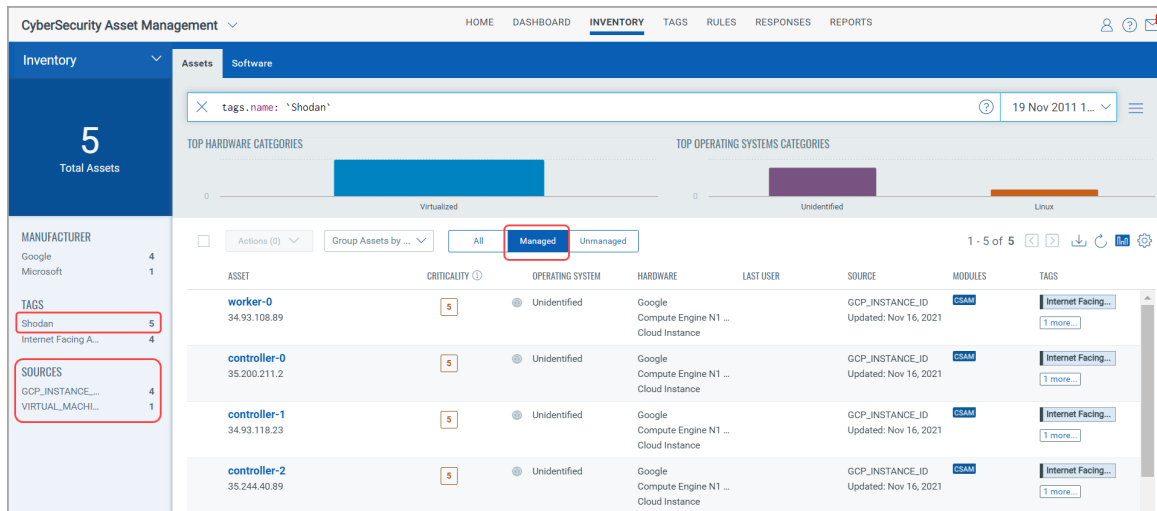 CyberSecurity Asset Management
HOME DASHBOARD INVENTORY TAGS RULES RESPONSES REPORTS
Inventory
Assets Software
5
Total Assets
tags.name: `Shodan`
19 Nov 2011 1...
TOP HARDWARE CATEGORIES
0
Virtualized
TOP OPERATING SYSTEMS CATEGORIES
0
Unidentified Linux
MANUFACTURER
Google 4
Microsoft 1
TAGS
Shodan 5
Internet Facing A... 4
SOURCES
GCP_INSTANCE_... 4
VIRTUAL_MACHI... 1
Actions (0) Group Assets by ... All Managed Unmanaged 1 - 5 of 5
ASSET CRITICALITY OPERATING SYSTEM HARDWARE LAST USER SOURCE MODULES TAGS
worker-0 5 Unidentified Google GCP_INSTANCE_ID CSAM Internet Facing...
34.93.108.89 Compute Engine N1 ... Updated: Nov 16, 2021 1 more...
Cloud Instance
controller-0 5 Unidentified Google GCP_INSTANCE_ID CSAM Internet Facing...
35.200.211.2 Compute Engine N1 ... Updated: Nov 16, 2021 1 more...
Cloud Instance
controller-1 5 Unidentified Google GCP_INSTANCE_ID CSAM Internet Facing...
34.93.118.23 Compute Engine N1 ... Updated: Nov 16, 2021 1 more...
Cloud Instance
controller-2 5 Unidentified Google GCP_INSTANCE_ID CSAM Internet Facing...
35.244.40.89 Compute Engine N1 ... Updated: Nov 16, 2021 1 more...
Cloud Instance